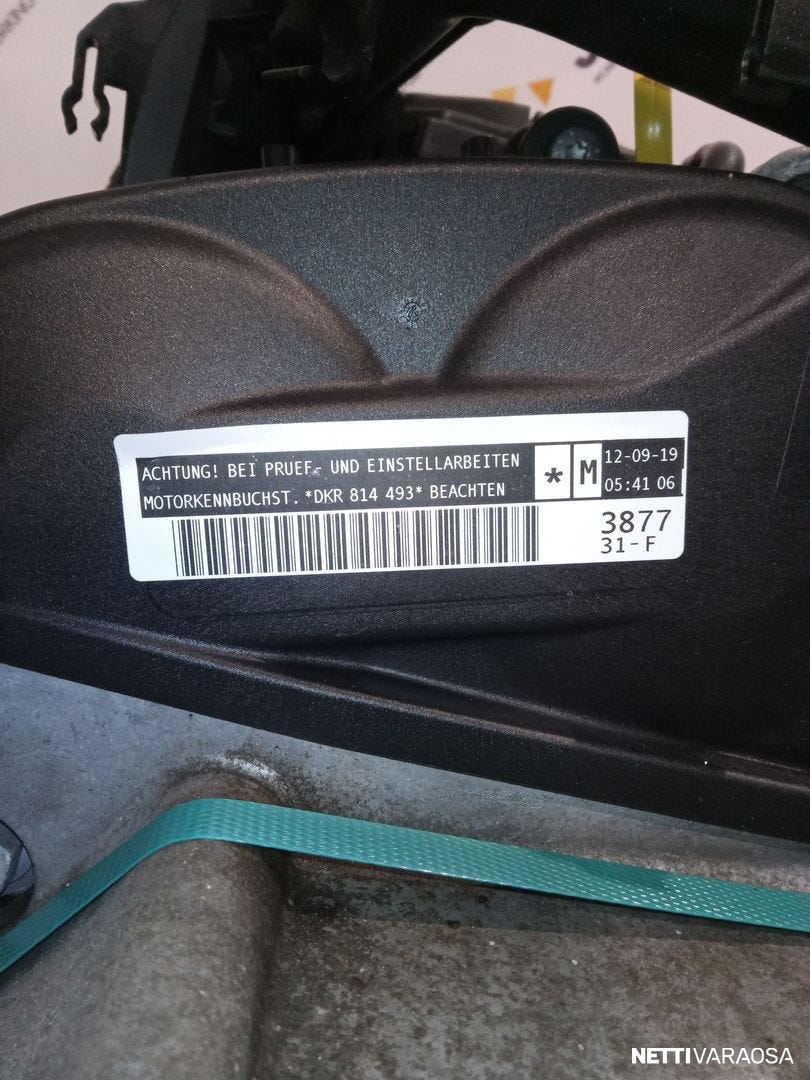 ACHTUNG! BEI PRUEF- UND EINSTELLARBEITEN
MOTORKENNBUCHST. *DKR 814 493* BEACHTEN
* M
12-09-19
05:41 06
3877
31-F
NETTIVARAOSA